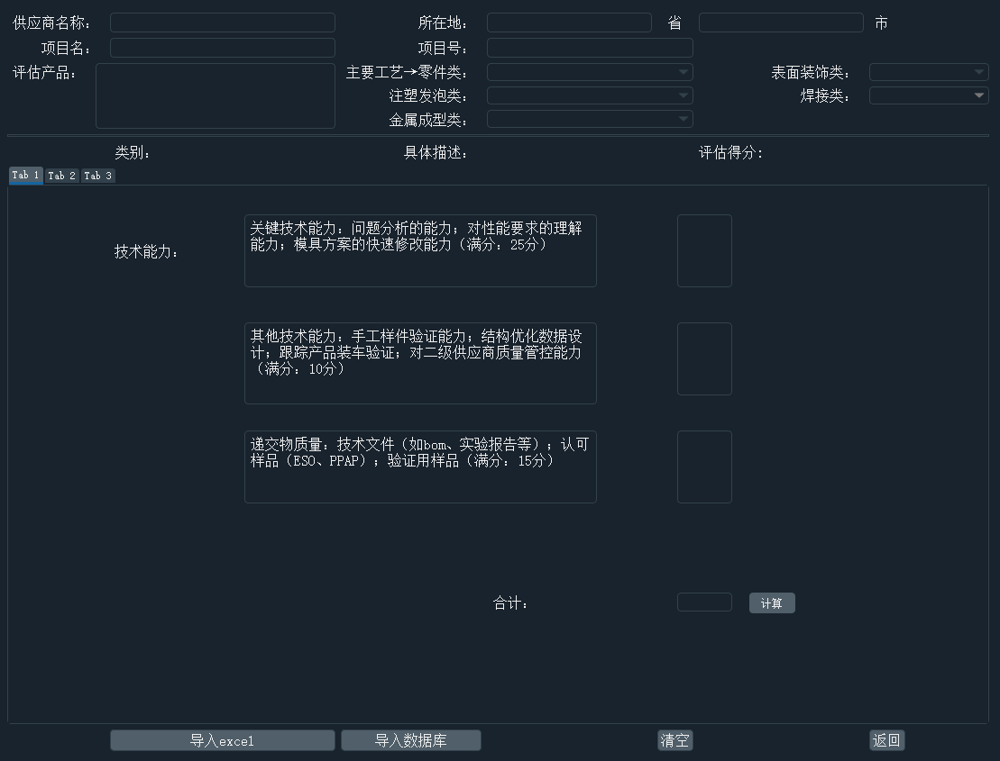 供应商名称：
所在地：
省
市
项目名：
项目号：
评估产品：
主要工艺→零件类：
表面装饰类：
注塑发泡类：
焊接类：
金属成型类：
类别：
具体描述：
评估得分：
Tab 1
Tab 2
Tab 3
技术能力：
关键技术能力：问题分析的能力；对性能要求的理解
能力；模具方案的快速修改能力（满分：25分）
其他技术能力：手工样件验证能力；结构优化数据设
计；跟踪产品装车验证；对二级供应商质量管控能力
（满分：10分）
递交物质量：技术文件（如bom、实验报告等）；认可
样品（ESO、PPAP）；验证用样品（满分：15分）
合计：
计算
导入excel
导入数据库
清空
返回